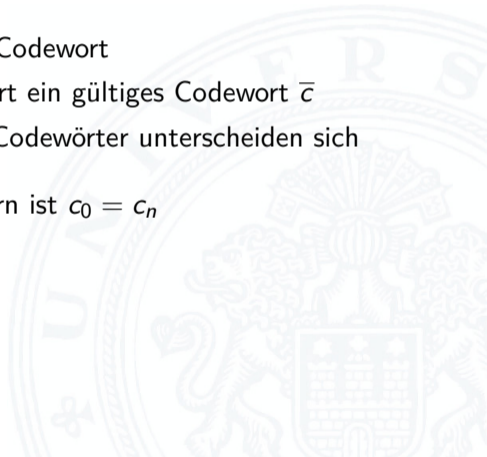 Codewort
rt ein gültiges Codewort c̅
Codewörter unterscheiden sich
rn ist c₀ = cₙ
U N I V E R S